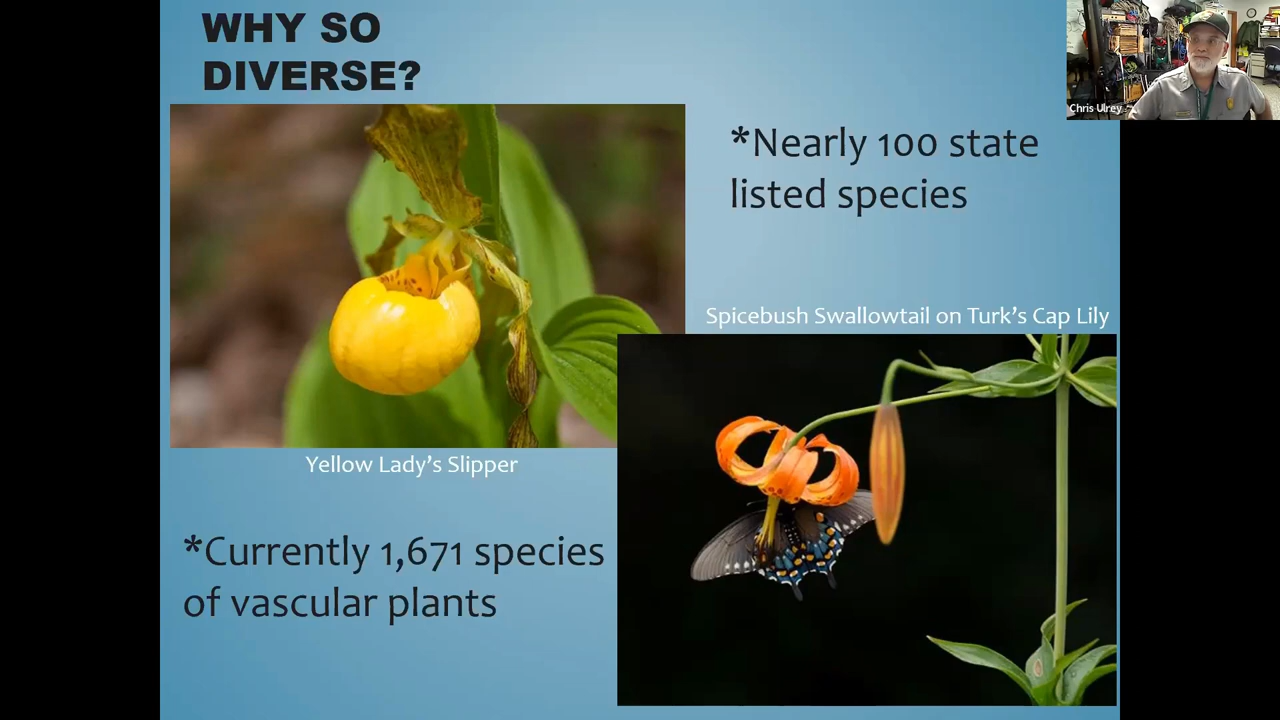 WHY SO
DIVERSE?
Chris Ulrey
*Nearly 100 state
listed species
Spicebush Swallowtail on Turk's Cap Lily
Yellow Lady's Slipper
*Currently 1,671 species
of vascular plants